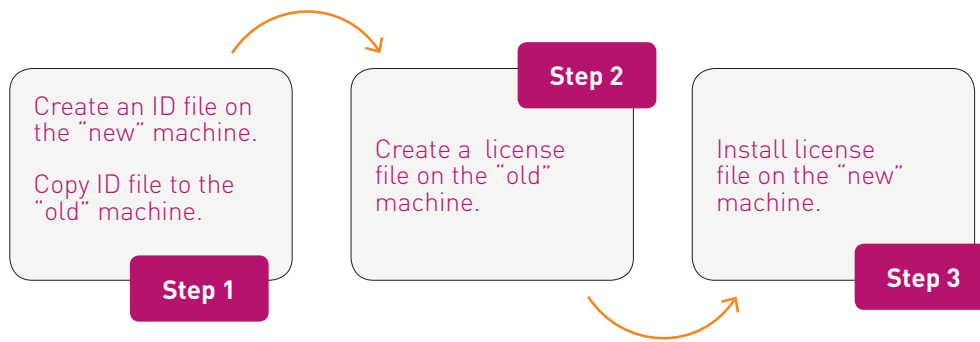 Create an ID file on
the “new” machine.
Copy ID file to the
“old” machine.
Step 1
Step 2
Create a license
file on the “old”
machine.
Install license
file on the “new”
machine.
Step 3